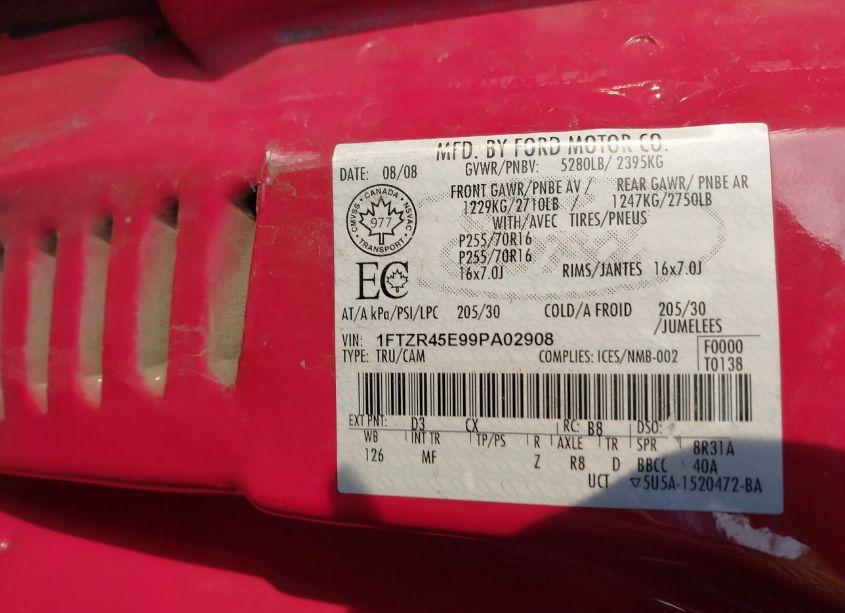 MFD. BY FORD MOTOR CO.
DATE: 08/08 GVWR/PNBV: 5280LB/ 2395KG
FRONT GAWR/PNBE AV / REAR GAWR/ PNBE AR
1229KG/2710LB / 1247KG/2750LB
WITH/AVEC TIRES/PNEUS
P255/70R16
P255/70R16
16x7.0J RIMS/JANTES 16x7.0J
CMVSS CANADA NSVAC
977
TRANSPORT
EC
AT/A kPa/PSI/LPC 205/30 COLD/A FROID 205/30
/JUMELEES
VIN: 1FTZR45E99PA02908
TYPE: TRU/CAM COMPLIES: ICES/NMB-002
F0000
T0138
EXT PNT: D3 CX RC: B8 DSO:
WB INT TR TP/PS R AXLE TR SPR 8R31A
126 MF Z R8 D BBCC 40A
UCT ▽5U5A-1520472-BA